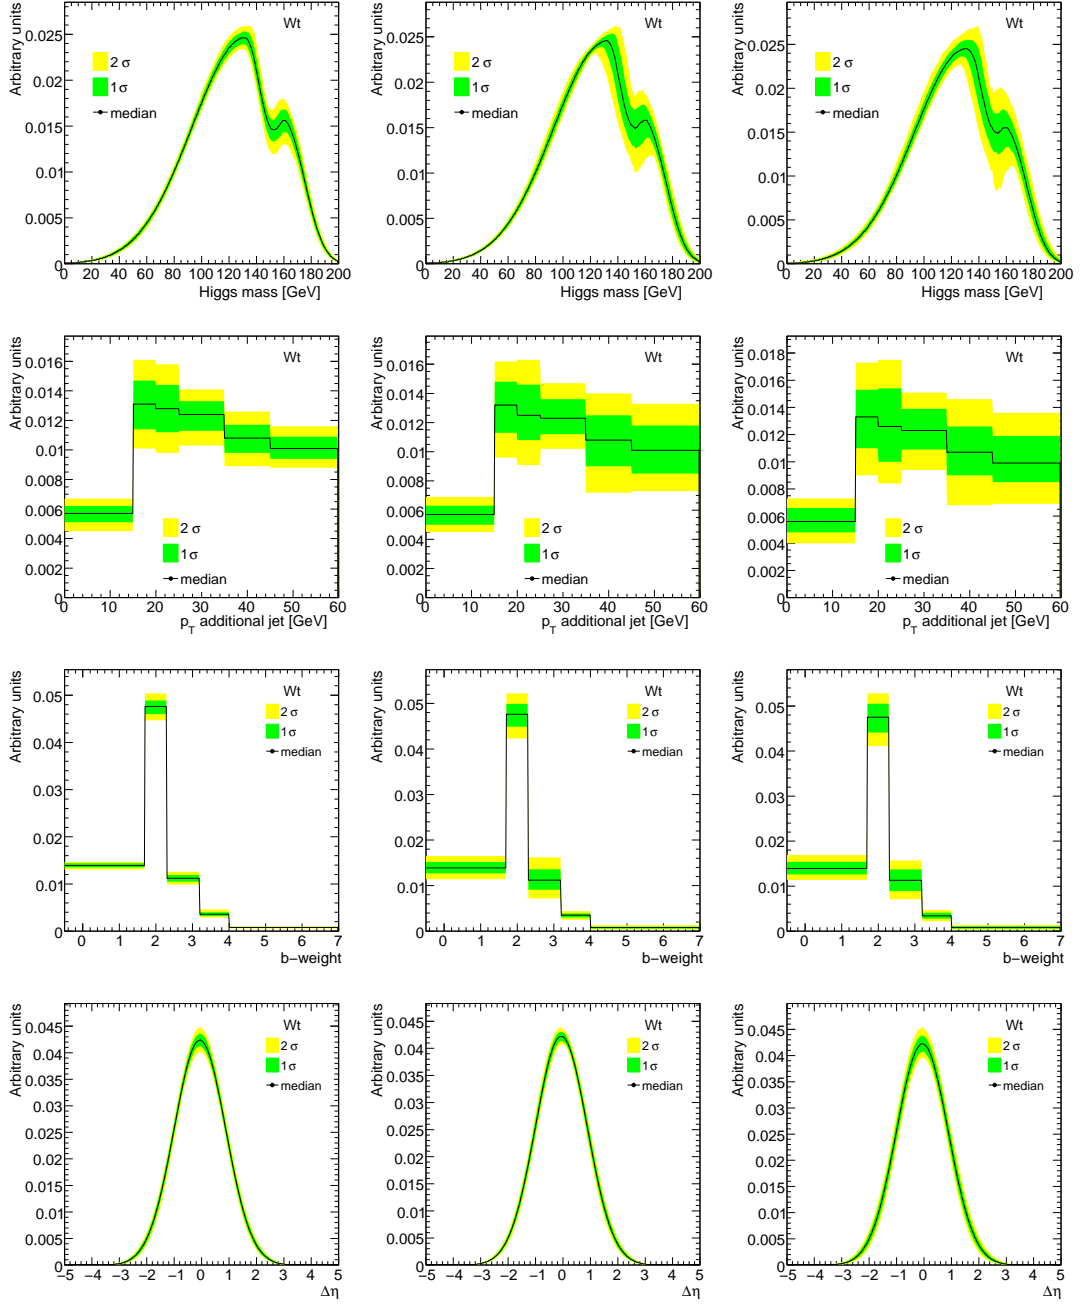 Arbitrary units
Wt
2 σ
1σ
median
0.025
0.02
0.015
0.01
0.005
0
0 20 40 60 80 100 120 140 160 180 200
Higgs mass [GeV]
Arbitrary units
Wt
2 σ
1σ
median
0.025
0.02
0.015
0.01
0.005
0
0 20 40 60 80 100 120 140 160 180 200
Higgs mass [GeV]
Arbitrary units
Wt
2 σ
1σ
median
0.025
0.02
0.015
0.01
0.005
0
0 20 40 60 80 100 120 140 160 180 200
Higgs mass [GeV]
Arbitrary units
Wt
0.016
0.014
0.012
0.01
0.008
0.006
0.004
0.002
0
2 σ
1σ
median
0 10 20 30 40 50 60
p_T additional jet [GeV]
Arbitrary units
Wt
0.016
0.014
0.012
0.01
0.008
0.006
0.004
0.002
0
2 σ
1σ
median
0 10 20 30 40 50 60
p_T additional jet [GeV]
Arbitrary units
Wt
0.018
0.016
0.014
0.012
0.01
0.008
0.006
0.004
0.002
0
2 σ
1σ
median
0 10 20 30 40 50 60
p_T additional jet [GeV]
Arbitrary units
Wt
2 σ
1σ
median
0.05
0.04
0.03
0.02
0.01
0
0 1 2 3 4 5 6 7
b−weight
Arbitrary units
Wt
2 σ
1σ
median
0.05
0.04
0.03
0.02
0.01
0
0 1 2 3 4 5 6 7
b−weight
Arbitrary units
Wt
2 σ
1σ
median
0.05
0.04
0.03
0.02
0.01
0
0 1 2 3 4 5 6 7
b−weight
Arbitrary units
Wt
2 σ
1σ
median
0.045
0.04
0.035
0.03
0.025
0.02
0.015
0.01
0.005
0
−5 −4 −3 −2 −1 0 1 2 3 4 5
Δη
Arbitrary units
Wt
2 σ
1σ
median
0.045
0.04
0.035
0.03
0.025
0.02
0.015
0.01
0.005
0
−5 −4 −3 −2 −1 0 1 2 3 4 5
Δη
Arbitrary units
Wt
2 σ
1σ
median
0.045
0.04
0.035
0.03
0.025
0.02
0.015
0.01
0.005
0
−5 −4 −3 −2 −1 0 1 2 3 4 5
Δη